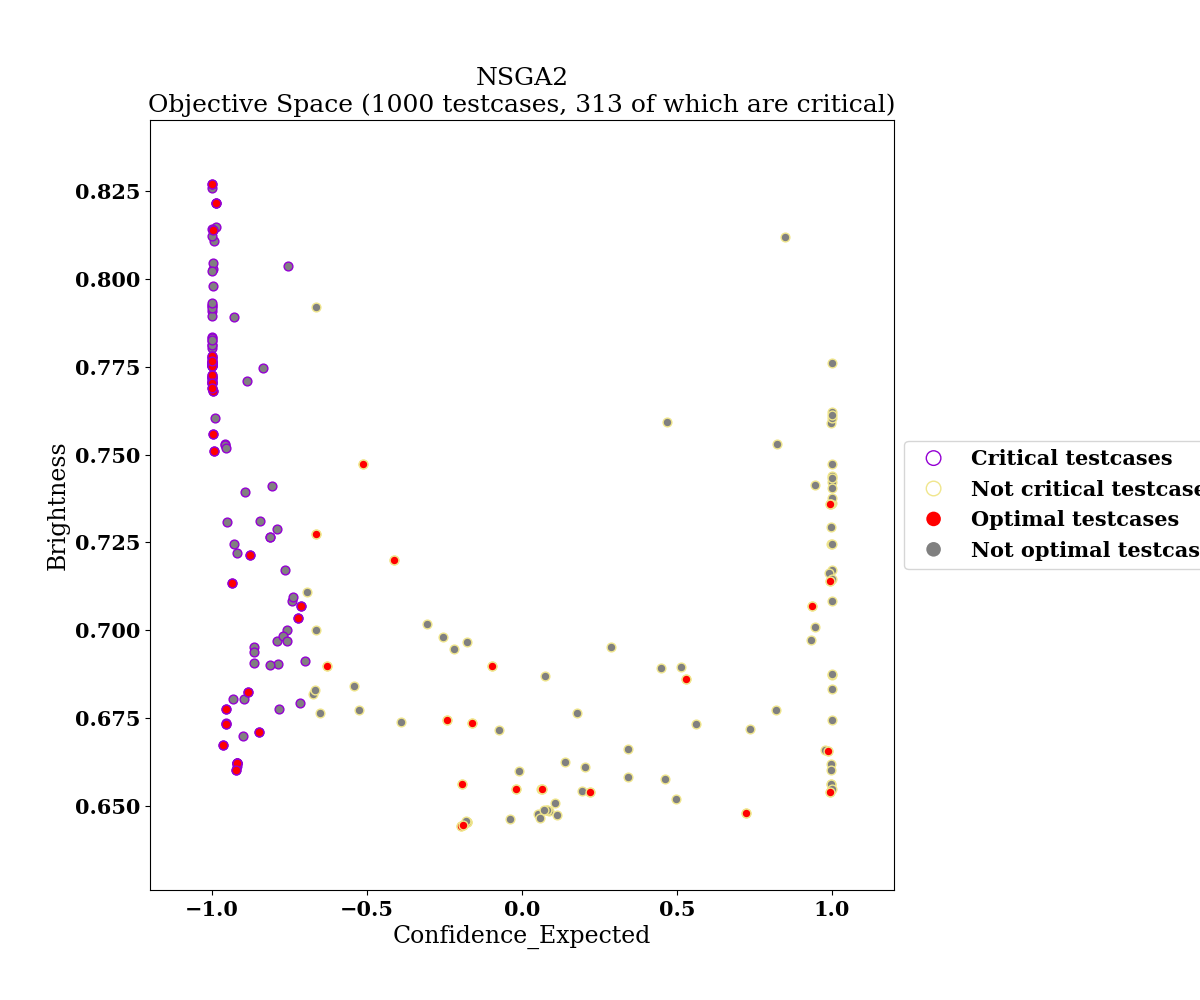 NSGA2
Objective Space (1000 testcases, 313 of which are critical)
0.825
0.800
0.775
0.750
0.725
0.700
0.675
0.650
Brightness
−1.0
−0.5
0.0
0.5
1.0
Confidence_Expected
Critical testcases
Not critical testcase
Optimal testcases
Not optimal testcas